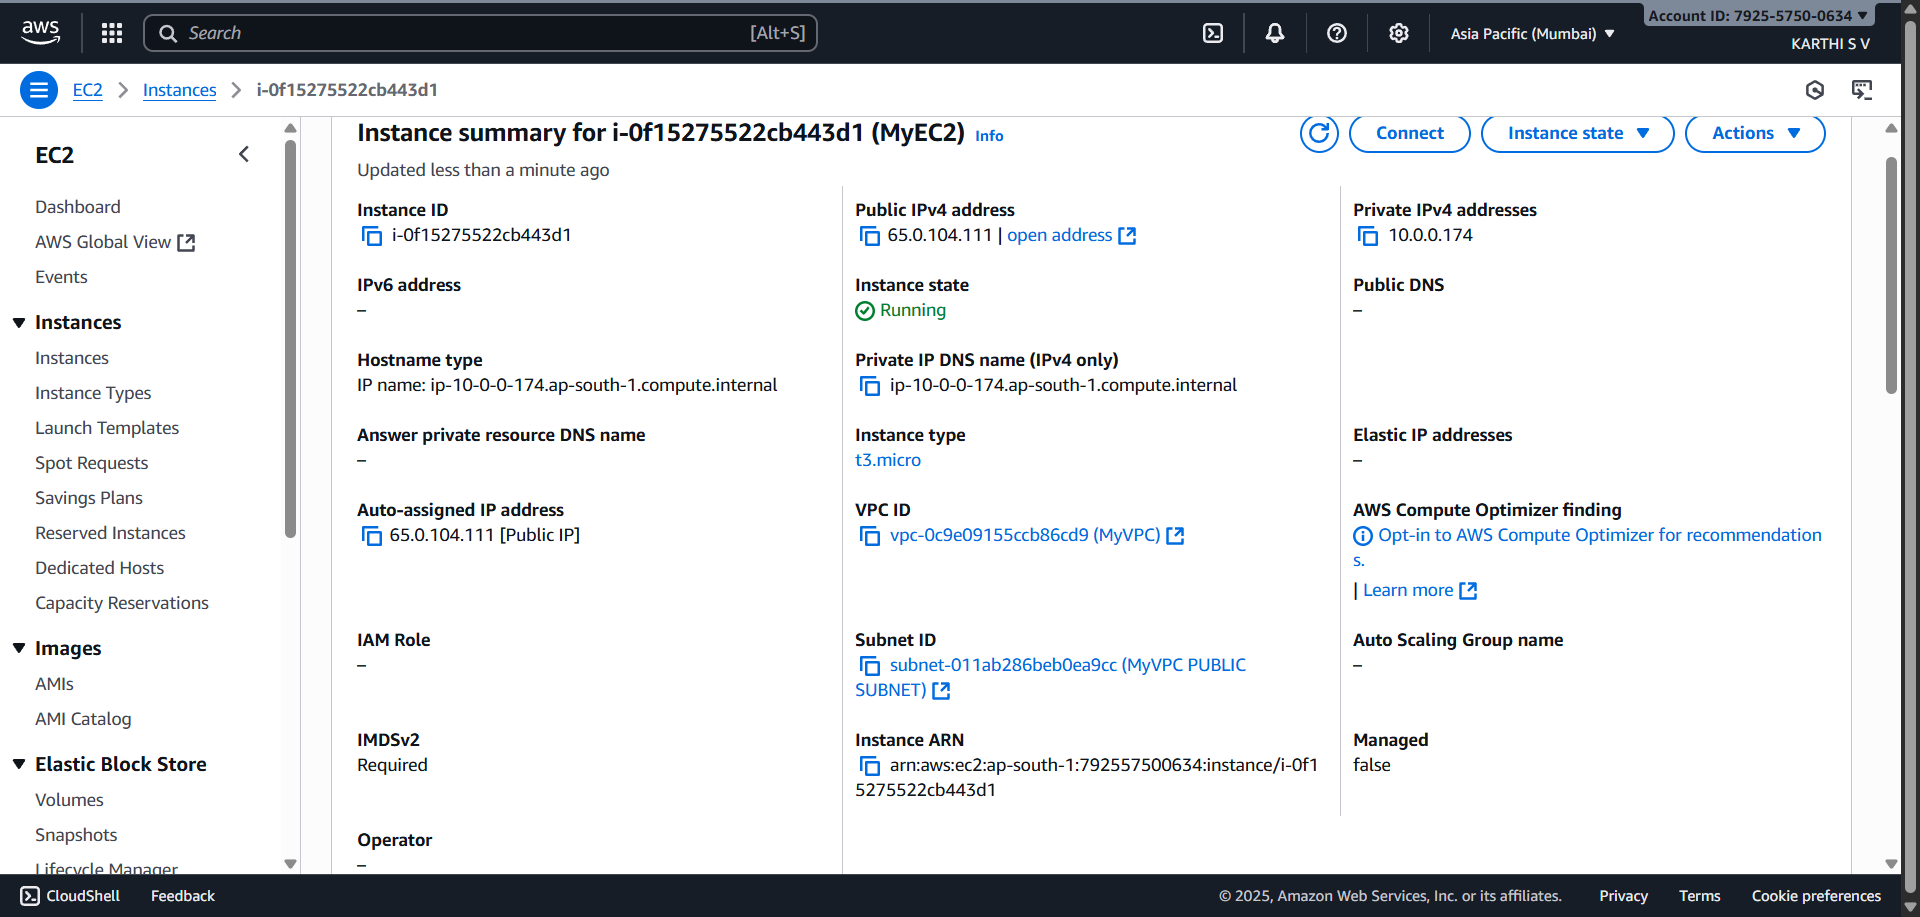 aws
Search
[Alt+S]
Asia Pacific (Mumbai)
Account ID: 7925-5750-0634
KARTHI S V
EC2
Instances
i-0f15275522cb443d1
EC2
Dashboard
AWS Global View
Events
Instances
Instances
Instance Types
Launch Templates
Spot Requests
Savings Plans
Reserved Instances
Dedicated Hosts
Capacity Reservations
Images
AMIs
AMI Catalog
Elastic Block Store
Volumes
Snapshots
Lifecycle Manager
Instance summary for i-0f15275522cb443d1 (MyEC2) Info
Updated less than a minute ago
Connect
Instance state
Actions
Instance ID
i-0f15275522cb443d1
Public IPv4 address
65.0.104.111 | open address
Private IPv4 addresses
10.0.0.174
IPv6 address
–
Instance state
Running
Public DNS
–
Hostname type
IP name: ip-10-0-0-174.ap-south-1.compute.internal
Private IP DNS name (IPv4 only)
ip-10-0-0-174.ap-south-1.compute.internal
Answer private resource DNS name
–
Instance type
t3.micro
Elastic IP addresses
–
Auto-assigned IP address
65.0.104.111 [Public IP]
VPC ID
vpc-0c9e09155ccb86cd9 (MyVPC)
AWS Compute Optimizer finding
Opt-in to AWS Compute Optimizer for recommendation
s.
| Learn more
IAM Role
–
Subnet ID
subnet-011ab286beb0ea9cc (MyVPC PUBLIC
SUBNET)
Auto Scaling Group name
–
IMDSv2
Required
Instance ARN
arn:aws:ec2:ap-south-1:792557500634:instance/i-0f1
5275522cb443d1
Managed
false
Operator
–
CloudShell
Feedback
© 2025, Amazon Web Services, Inc. or its affiliates.
Privacy
Terms
Cookie preferences